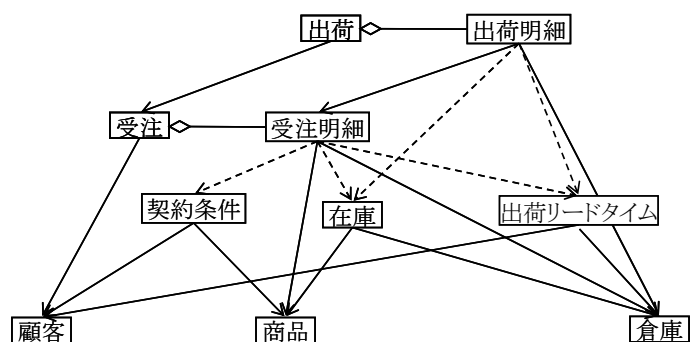 出荷
出荷明細
受注
受注明細
契約条件
在庫
出荷リードタイム
顧客
商品
倉庫